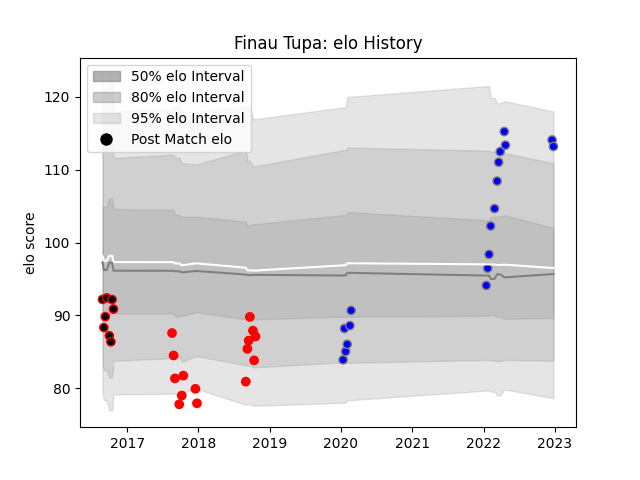 Finau Tupa: elo History
50% elo Interval
80% elo Interval
95% elo Interval
Post Match elo
elo score
120
110
100
90
80
2017
2018
2019
2020
2021
2022
2023